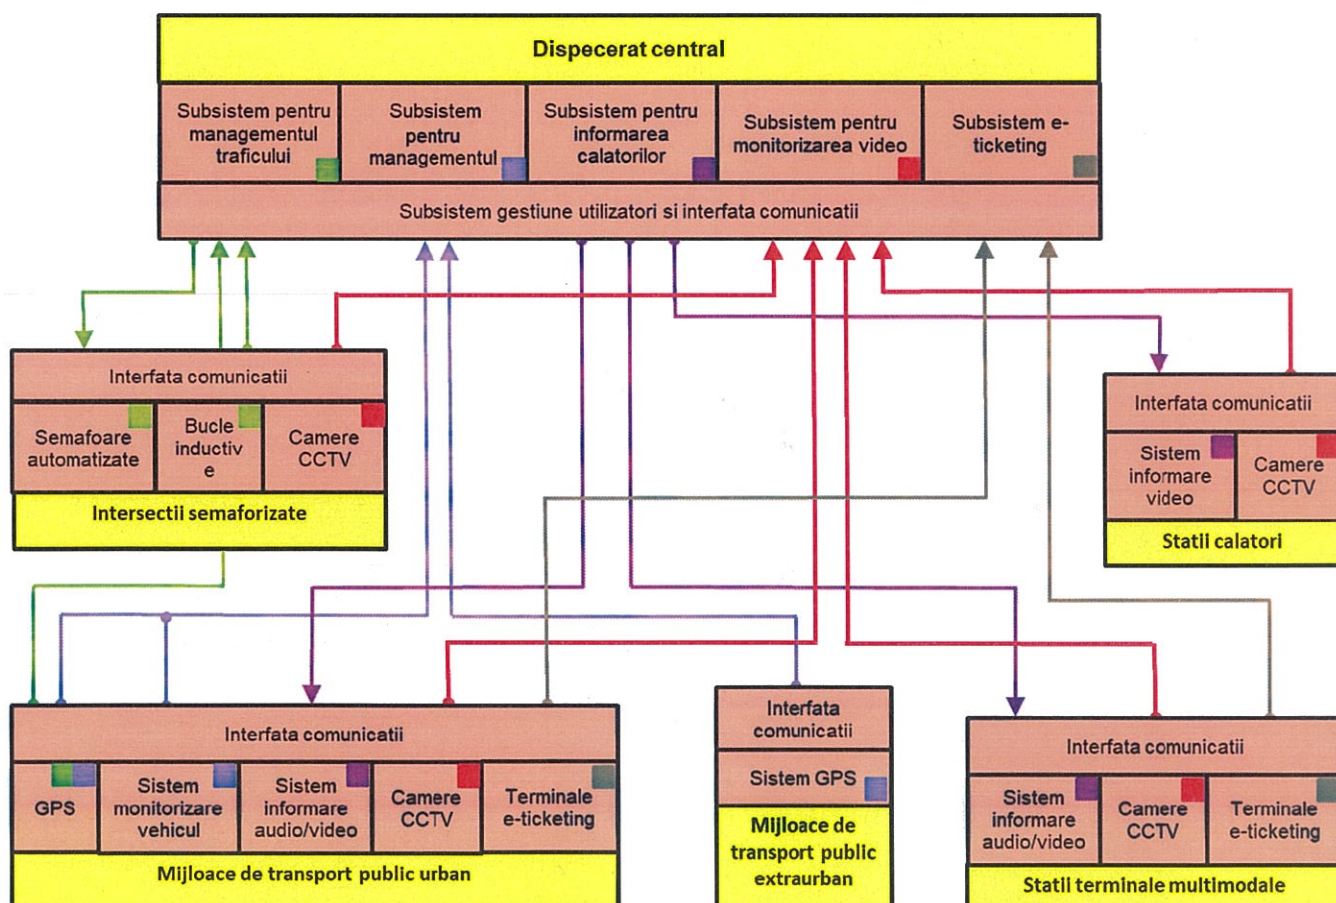 Dispecerat central
Subsistem pentru
managementul
traficului
Subsistem
pentru
managementul
Subsistem pentru
informarea
calatorilor
Subsistem pentru
monitorizarea video
Subsistem e-
ticketing
Subsistem gestiune utilizatori si interfata comunicatii
Interfata comunicatii
Semafoare
automatizate
Bucle
inductiv
e
Camere
CCTV
Intersectii semaforizate
Interfata comunicatii
Sistem
informare
video
Camere
CCTV
Statii calatori
Interfata comunicatii
GPS
Sistem
monitorizare
vehicul
Sistem
informare
audio/video
Camere
CCTV
Terminale
e-ticketing
Mijloace de transport public urban
Interfata
comunicatii
Sistem GPS
Mijloace de
transport public
extraurban
Interfata comunicatii
Sistem
informare
audio/video
Camere
CCTV
Terminale
e-ticketing
Statii terminale multimodale